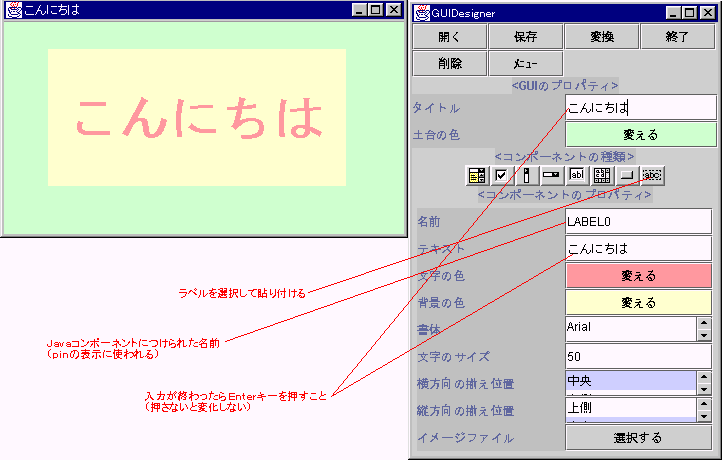 こんにちは
こんにちは
GUIDesigner
開く 保存 変換 終了
削除 メニュー
<GUIのプロパティ>
タイトル こんにちは
土台の色 変える
<コンポーネントの種類>
abl abc
<コンポーネントのプロパティ>
名前 LABEL0
テキスト こんにちは
文字の色 変える
背景の色 変える
書体 Arial
文字のサイズ 50
横方向の揃え位置 中央
縦方向の揃え位置 上側
イメージファイル 選択する
ラベルを選択して貼り付ける
Javaコンポーネントにつけられた名前
(pinの表示に使われる)
入力が終わったらEnterキーを押すこと
(押さないと変化しない)